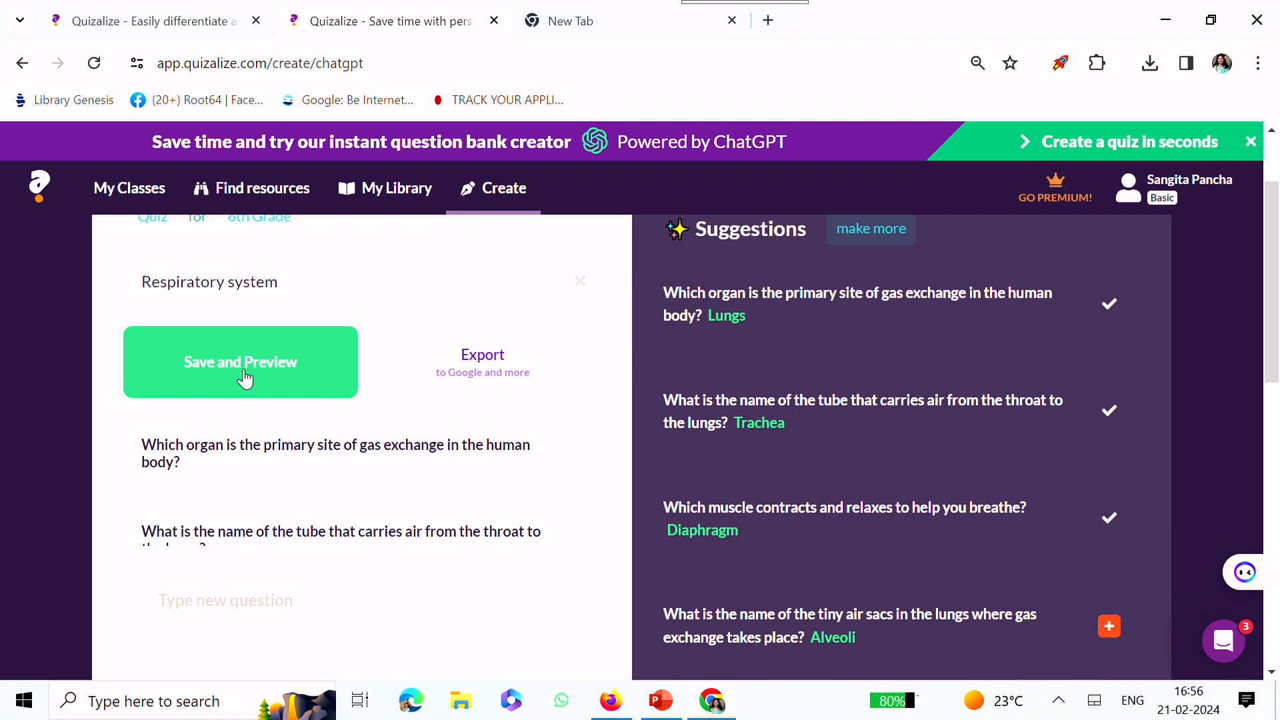 Quizalize - Easily differentiate a
Quizalize - Save time with pers
New Tab
app.quizalize.com/create/chatgpt
Library Genesis
(20+) Root64 | Face...
Google: Be Internet...
TRACK YOUR APPLI...
Save time and try our instant question bank creator Powered by ChatGPT
Create a quiz in seconds
My Classes
Find resources
My Library
Create
GO PREMIUM!
Sangita Pancha
Basic
Quiz for 6th Grade
Respiratory system
Save and Preview
Export
to Google and more
Which organ is the primary site of gas exchange in the human
body?
What is the name of the tube that carries air from the throat to
Type new question
Suggestions
make more
Which organ is the primary site of gas exchange in the human
body? Lungs
What is the name of the tube that carries air from the throat to
the lungs? Trachea
Which muscle contracts and relaxes to help you breathe?
Diaphragm
What is the name of the tiny air sacs in the lungs where gas
exchange takes place? Alveoli
3
Type here to search
80%
23°C
ENG
16:56
21-02-2024